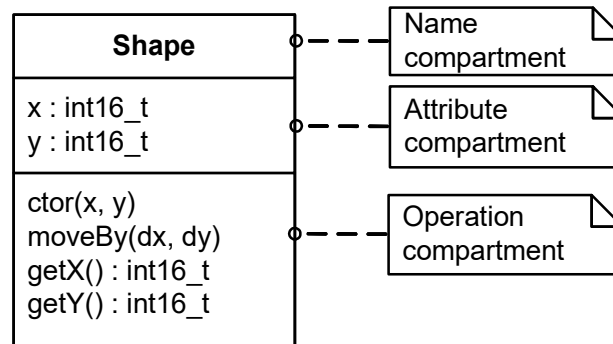 Shape
x : int16_t
y : int16_t
ctor(x, y)
moveBy(dx, dy)
getX() : int16_t
getY() : int16_t
Name
compartment
Attribute
compartment
Operation
compartment